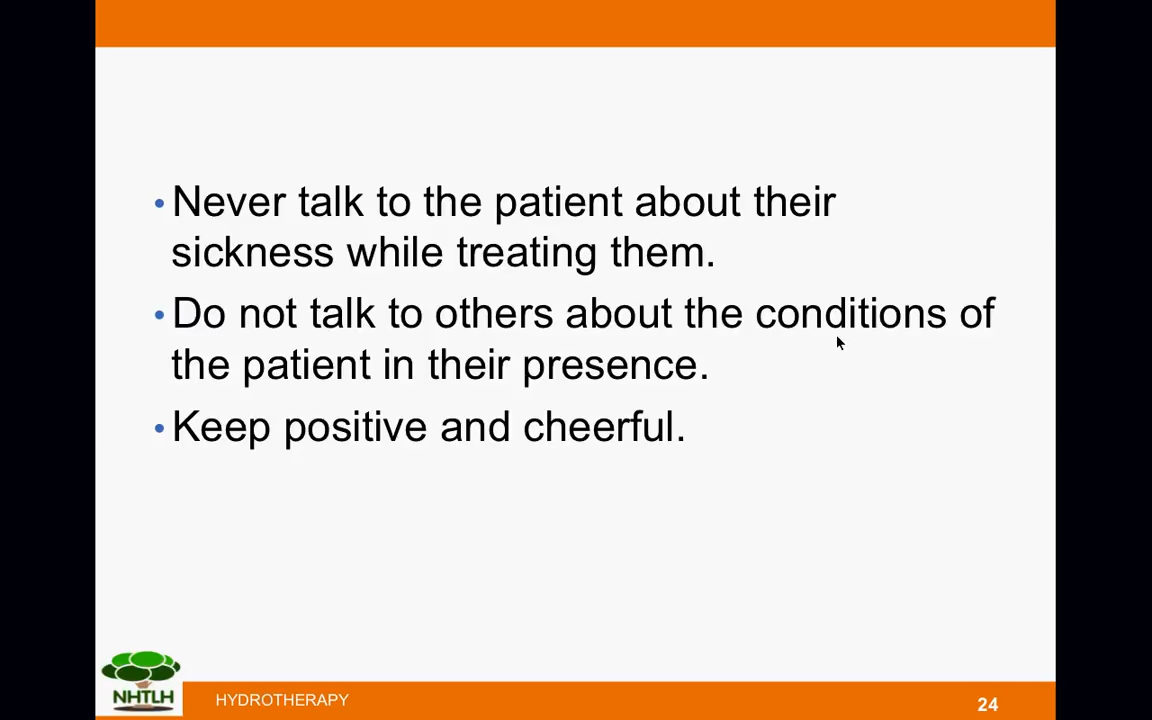 • Never talk to the patient about their
sickness while treating them.
• Do not talk to others about the conditions of
the patient in their presence.
• Keep positive and cheerful.
NHTLH
HYDROTHERAPY
24